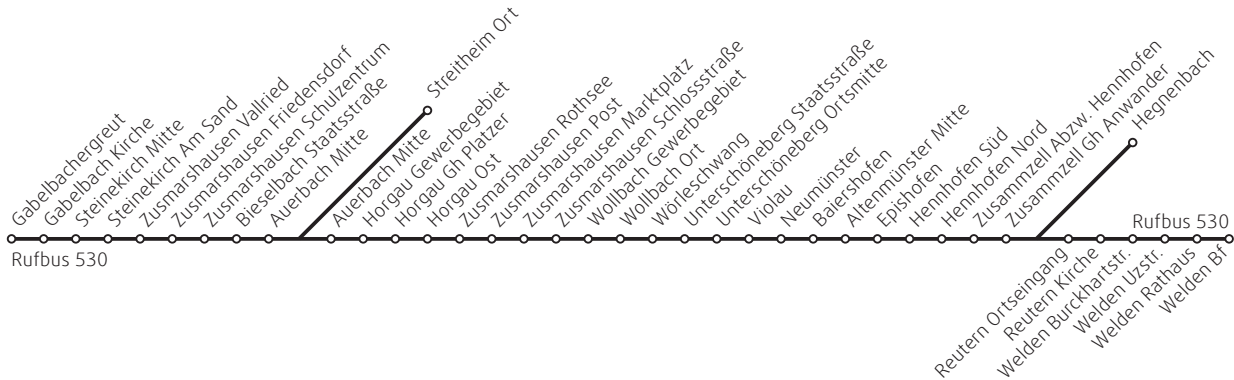 Gabelbachergreut
Gabelbach Kirche
Gabelbach Mitte
Steinekirch Mitte
Steinekirch Am Sand
Zusmarshausen Vallried
Zusmarshausen Friedensdorf
Zusmarshausen Schulzentrum
Bieselbach Staatsstraße
Auerbach Mitte
Streitheim Ort
Auerbach Mitte
Horgau Gewerbegebiet
Horgau Gh Platzer
Horgau Ost
Zusmarshausen Rothsee
Zusmarshausen Post
Zusmarshausen Marktplatz
Zusmarshausen Schlossstraße
Wollbach Gewerbegebiet
Wollbach Ort
Wörleschwang
Unterschöneberg Staatsstraße
Unterschöneberg Ortsmitte
Violau
Neumünster
Baiershofen
Altenmünster Mitte
Epishofen
Hennhofen Süd
Hennhofen Nord
Zusammzell Abzw. Hennhofen
Zusammzell Gh Anwander
Hegnenbach
Rufbus 530
Rufbus 530
Reutern Ortseingang
Reutern Kirche
Welden Burckhartstr.
Welden Uzstr.
Welden Rathaus
Welden Bf